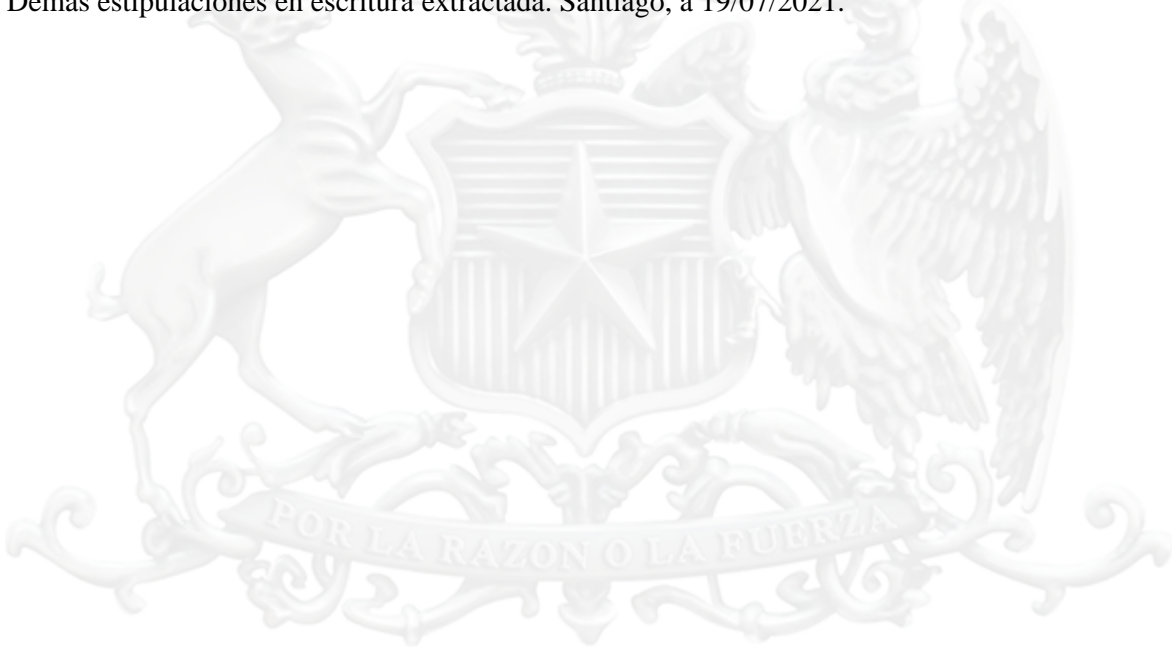 Demás estipulaciones en escritura extractada. Santiago, a 19/07/2021.
POR LA RAZON O LA FUERZA